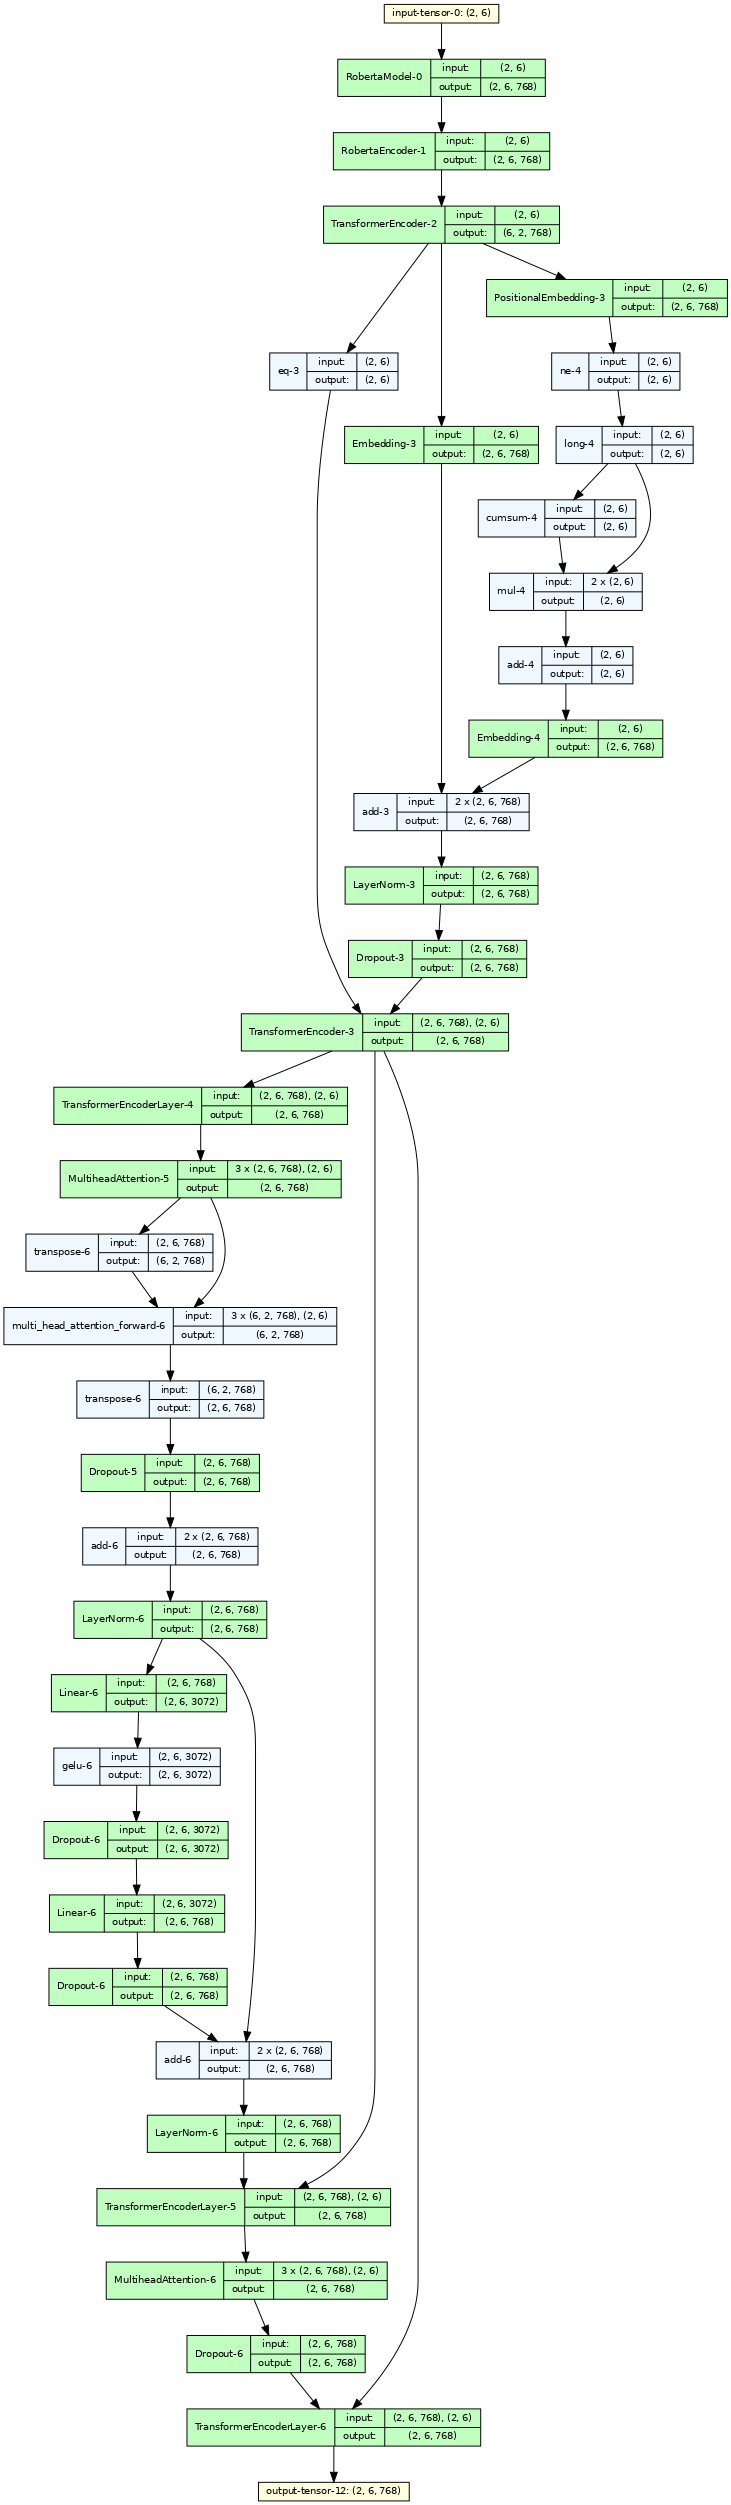 input-tensor-0: (2, 6)
RobertaModel-0 input: (2, 6)
output: (2, 6, 768)
RobertaEncoder-1 input: (2, 6)
output: (2, 6, 768)
TransformerEncoder-2 input: (2, 6)
output: (6, 2, 768)
PositionalEmbedding-3 input: (2, 6)
output: (2, 6, 768)
eq-3 input: (2, 6)
output: (2, 6)
ne-4 input: (2, 6)
output: (2, 6)
Embedding-3 input: (2, 6)
output: (2, 6, 768)
long-4 input: (2, 6)
output: (2, 6)
cumsum-4 input: (2, 6)
output: (2, 6)
mul-4 input: 2 x (2, 6)
output: (2, 6)
add-4 input: (2, 6)
output: (2, 6)
Embedding-4 input: (2, 6)
output: (2, 6, 768)
add-3 input: 2 x (2, 6, 768)
output: (2, 6, 768)
LayerNorm-3 input: (2, 6, 768)
output: (2, 6, 768)
Dropout-3 input: (2, 6, 768)
output: (2, 6, 768)
TransformerEncoder-3 input: (2, 6, 768), (2, 6)
output: (2, 6, 768)
TransformerEncoderLayer-4 input: (2, 6, 768), (2, 6)
output: (2, 6, 768)
MultiheadAttention-5 input: 3 x (2, 6, 768), (2, 6)
output: (2, 6, 768)
transpose-6 input: (2, 6, 768)
output: (6, 2, 768)
multi_head_attention_forward-6 input: 3 x (6, 2, 768), (2, 6)
output: (6, 2, 768)
transpose-6 input: (6, 2, 768)
output: (2, 6, 768)
Dropout-5 input: (2, 6, 768)
output: (2, 6, 768)
add-6 input: 2 x (2, 6, 768)
output: (2, 6, 768)
LayerNorm-6 input: (2, 6, 768)
output: (2, 6, 768)
Linear-6 input: (2, 6, 768)
output: (2, 6, 3072)
gelu-6 input: (2, 6, 3072)
output: (2, 6, 3072)
Dropout-6 input: (2, 6, 3072)
output: (2, 6, 3072)
Linear-6 input: (2, 6, 3072)
output: (2, 6, 768)
Dropout-6 input: (2, 6, 768)
output: (2, 6, 768)
add-6 input: 2 x (2, 6, 768)
output: (2, 6, 768)
LayerNorm-6 input: (2, 6, 768)
output: (2, 6, 768)
TransformerEncoderLayer-5 input: (2, 6, 768), (2, 6)
output: (2, 6, 768)
MultiheadAttention-6 input: 3 x (2, 6, 768), (2, 6)
output: (2, 6, 768)
Dropout-6 input: (2, 6, 768)
output: (2, 6, 768)
TransformerEncoderLayer-6 input: (2, 6, 768), (2, 6)
output: (2, 6, 768)
output-tensor-12: (2, 6, 768)